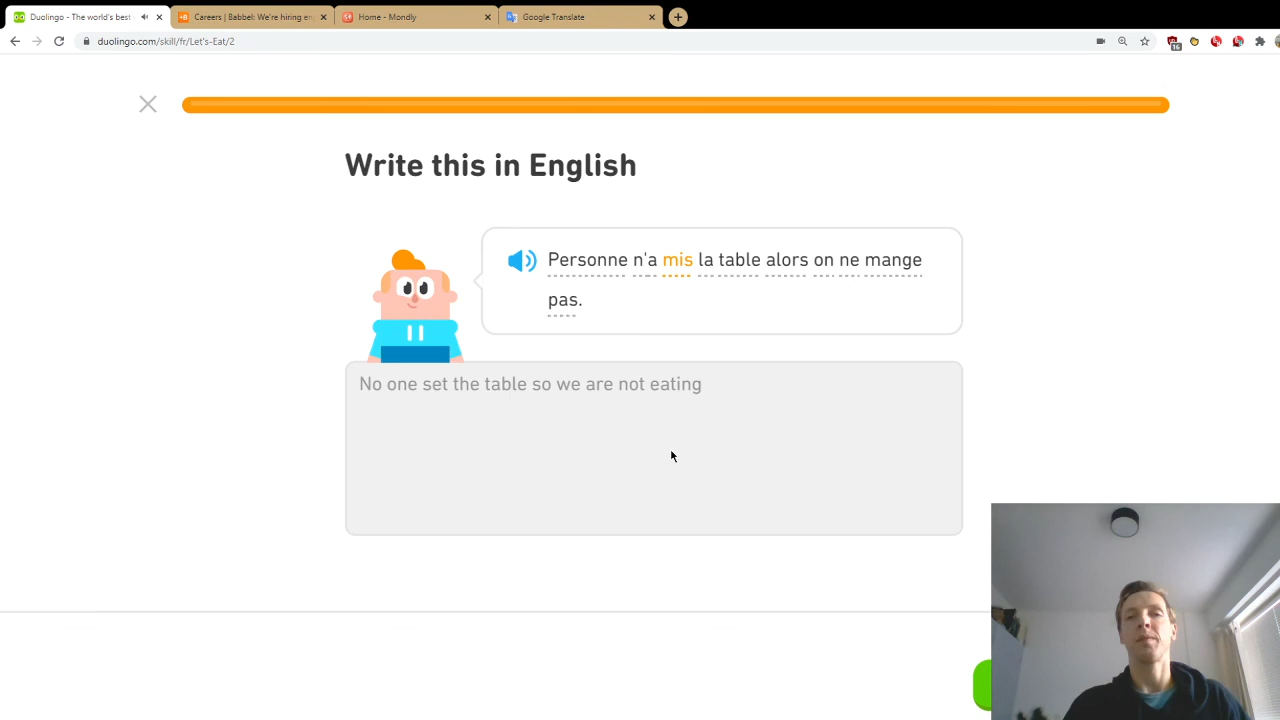 Duolingo - The world's best
Careers | Babbel: We're hiring en
Home - Mondly
Google Translate
duolingo.com/skill/fr/Let's-Eat/2
16
Write this in English
Personne n'a mis la table alors on ne mange
pas.
No one set the table so we are not eating